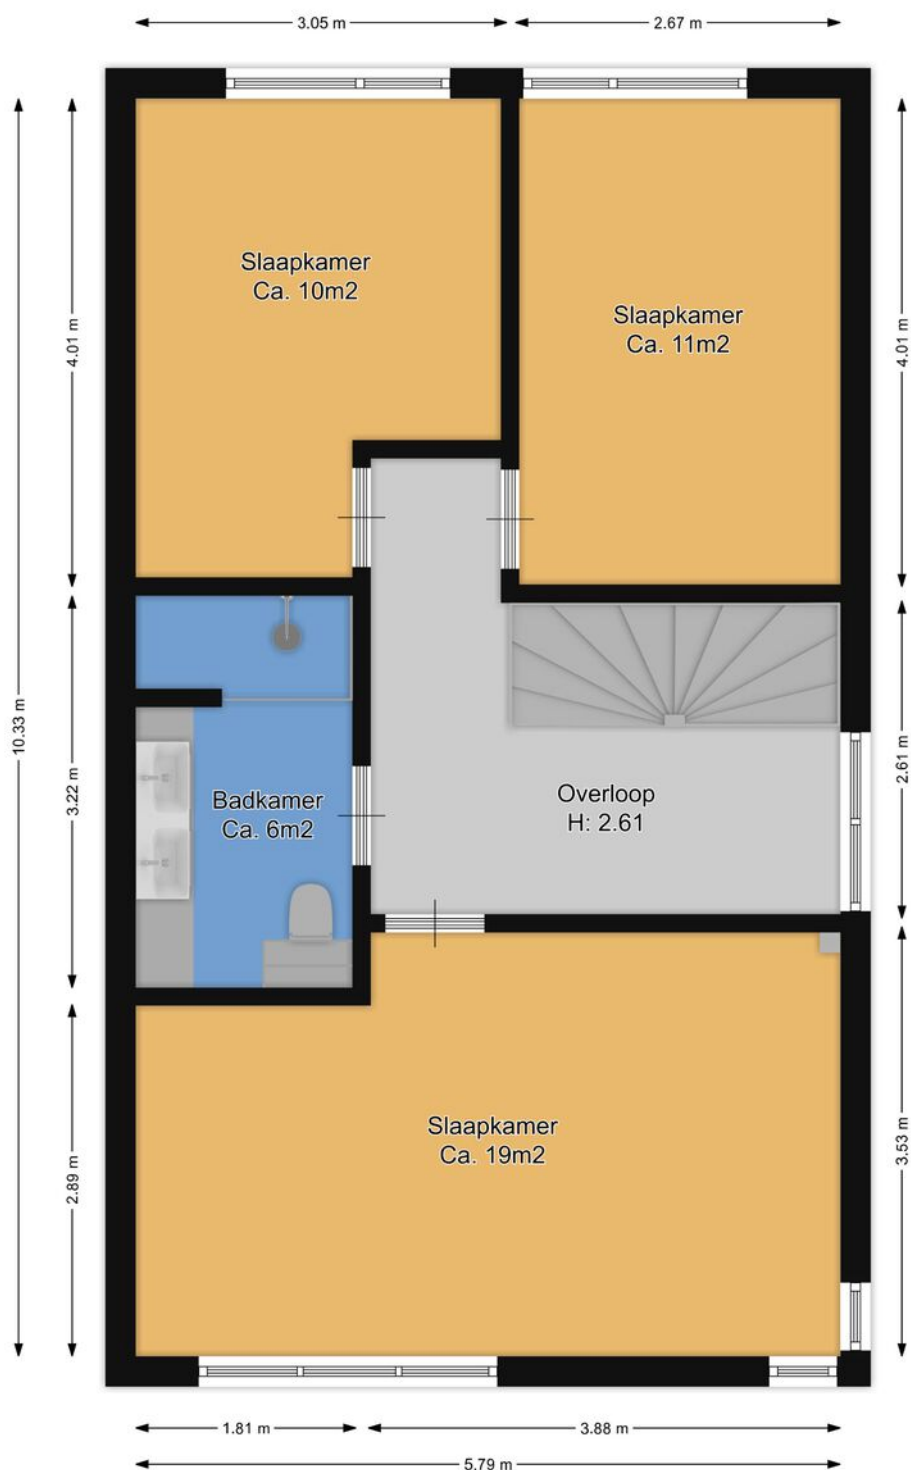 3.05 m
2.67 m
Slaapkamer
Ca. 10m2
Slaapkamer
Ca. 11m2
4.01 m
4.01 m
10.33 m
3.22 m
2.61 m
Badkamer
Ca. 6m2
Overloop
H: 2.61
Slaapkamer
Ca. 19m2
2.89 m
3.53 m
1.81 m
3.88 m
5.79 m